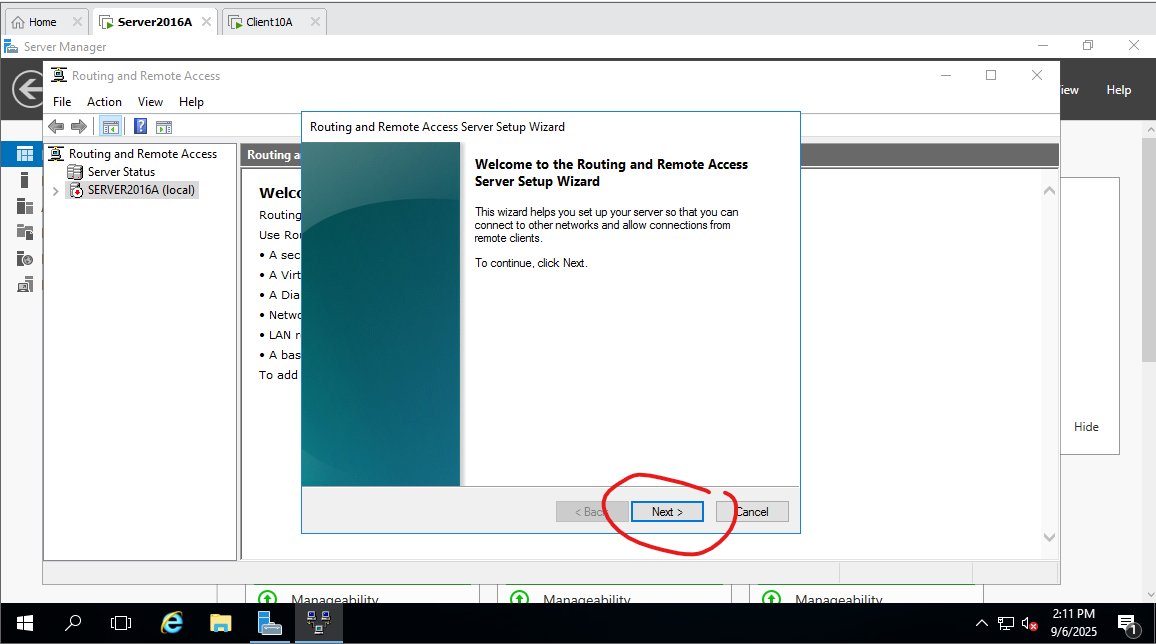 Home
Server2016A
Client10A
Server Manager
Routing and Remote Access
iew
Help
File Action View Help
Routing and Remote Access Server Setup Wizard
Routing and Remote Access
Server Status
SERVER2016A (local)
Routing a
Welcome to the Routing and Remote Access
Server Setup Wizard
This wizard helps you set up your server so that you can
connect to other networks and allow connections from
remote clients.
To continue, click Next.
Welco
Routing
Use Rou
• A sec
• A Virt
• A Dia
• Netwo
• LAN r
• A bas
To add
Hide
< Back
Next >
Cancel
Manageability
Manageability
Manageability
2:11 PM
9/6/2025
1